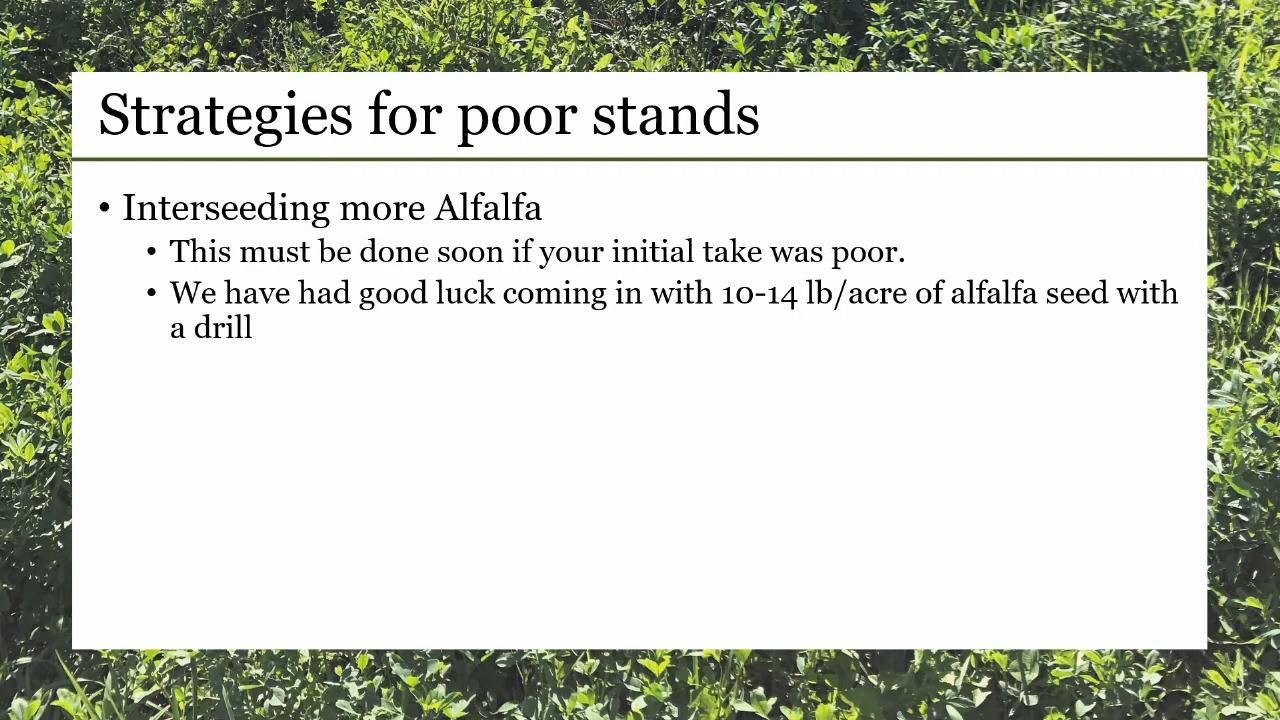 Strategies for poor stands
• Interseeding more Alfalfa
• This must be done soon if your initial take was poor.
• We have had good luck coming in with 10-14 lb/acre of alfalfa seed with
a drill